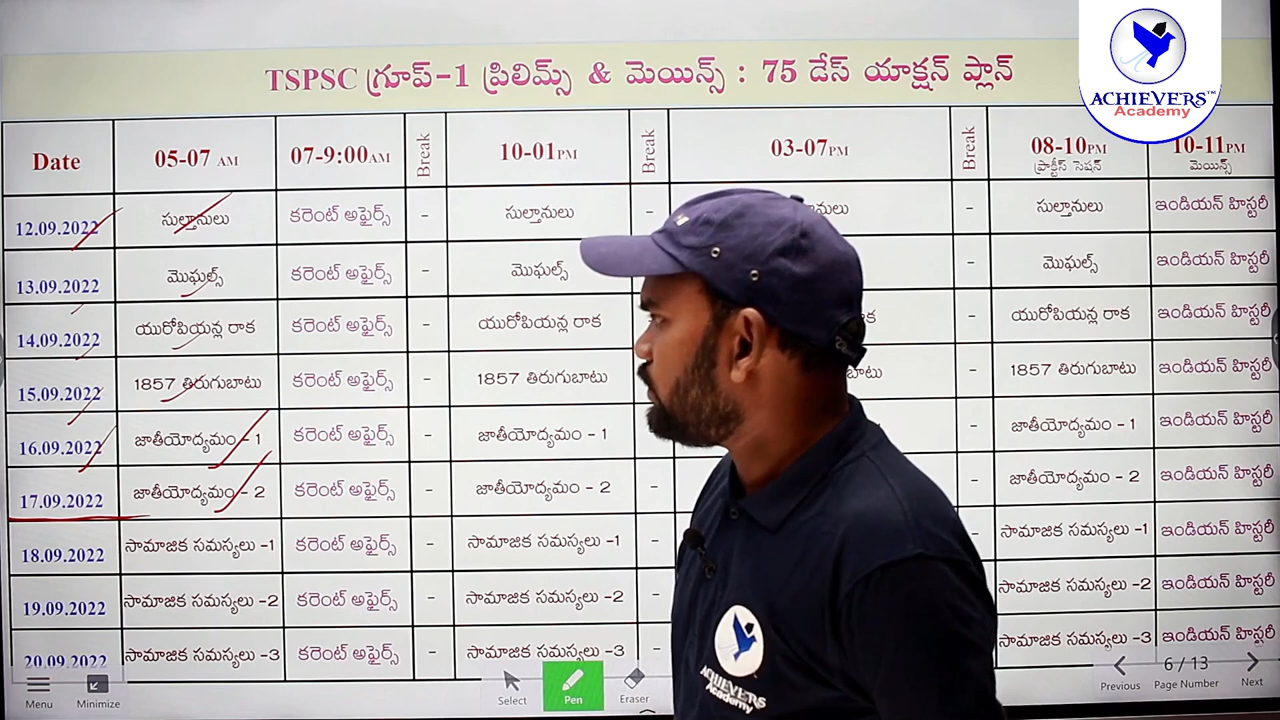 TSPSC గ్రూప్-1 ప్రిలిమ్స్ & మెయిన్స్ : 75 డేస్ యాక్షన్ ప్లాన్
ACHIEVERS™
Academy
Date 05-07 AM 07-9:00AM Break 10-01PM Break 03-07PM Break 08-10PM 10-11PM
ప్రాక్టీస్ సెషన్ మెయిన్స్
12.09.2022 సుల్తానులు కరెంట్ అఫైర్స్ - సుల్తానులు - సుల్తానులు ఇండియన్ హిస్టరీ
13.09.2022 మొఘల్స్ కరెంట్ అఫైర్స్ - మొఘల్స్ - మొఘల్స్ ఇండియన్ హిస్టరీ
14.09.2022 యురోపియన్ల రాక కరెంట్ అఫైర్స్ - యురోపియన్ల రాక - యురోపియన్ల రాక ఇండియన్ హిస్టరీ
15.09.2022 1857 తిరుగుబాటు కరెంట్ అఫైర్స్ - 1857 తిరుగుబాటు - 1857 తిరుగుబాటు ఇండియన్ హిస్టరీ
16.09.2022 జాతీయోద్యమం - 1 కరెంట్ అఫైర్స్ - జాతీయోద్యమం - 1 - జాతీయోద్యమం - 1 ఇండియన్ హిస్టరీ
17.09.2022 జాతీయోద్యమం - 2 కరెంట్ అఫైర్స్ - జాతీయోద్యమం - 2 - - జాతీయోద్యమం - 2 ఇండియన్ హిస్టరీ
18.09.2022 సామాజిక సమస్యలు -1 కరెంట్ అఫైర్స్ - సామాజిక సమస్యలు -1 - - సామాజిక సమస్యలు -1 ఇండియన్ హిస్టరీ
19.09.2022 సామాజిక సమస్యలు -2 కరెంట్ అఫైర్స్ - సామాజిక సమస్యలు -2 - సామాజిక సమస్యలు -2 ఇండియన్ హిస్టరీ
20.09.2022 సామాజిక సమస్యలు -3 కరెంట్ అఫైర్స్ - సామాజిక సమస్యలు -3 - సామాజిక సమస్యలు -3 ఇండియన్ హిస్టరీ
Menu Minimize Select Pen Eraser Previous 6 / 13 Page Number Next
ACHIEVERS
Academy